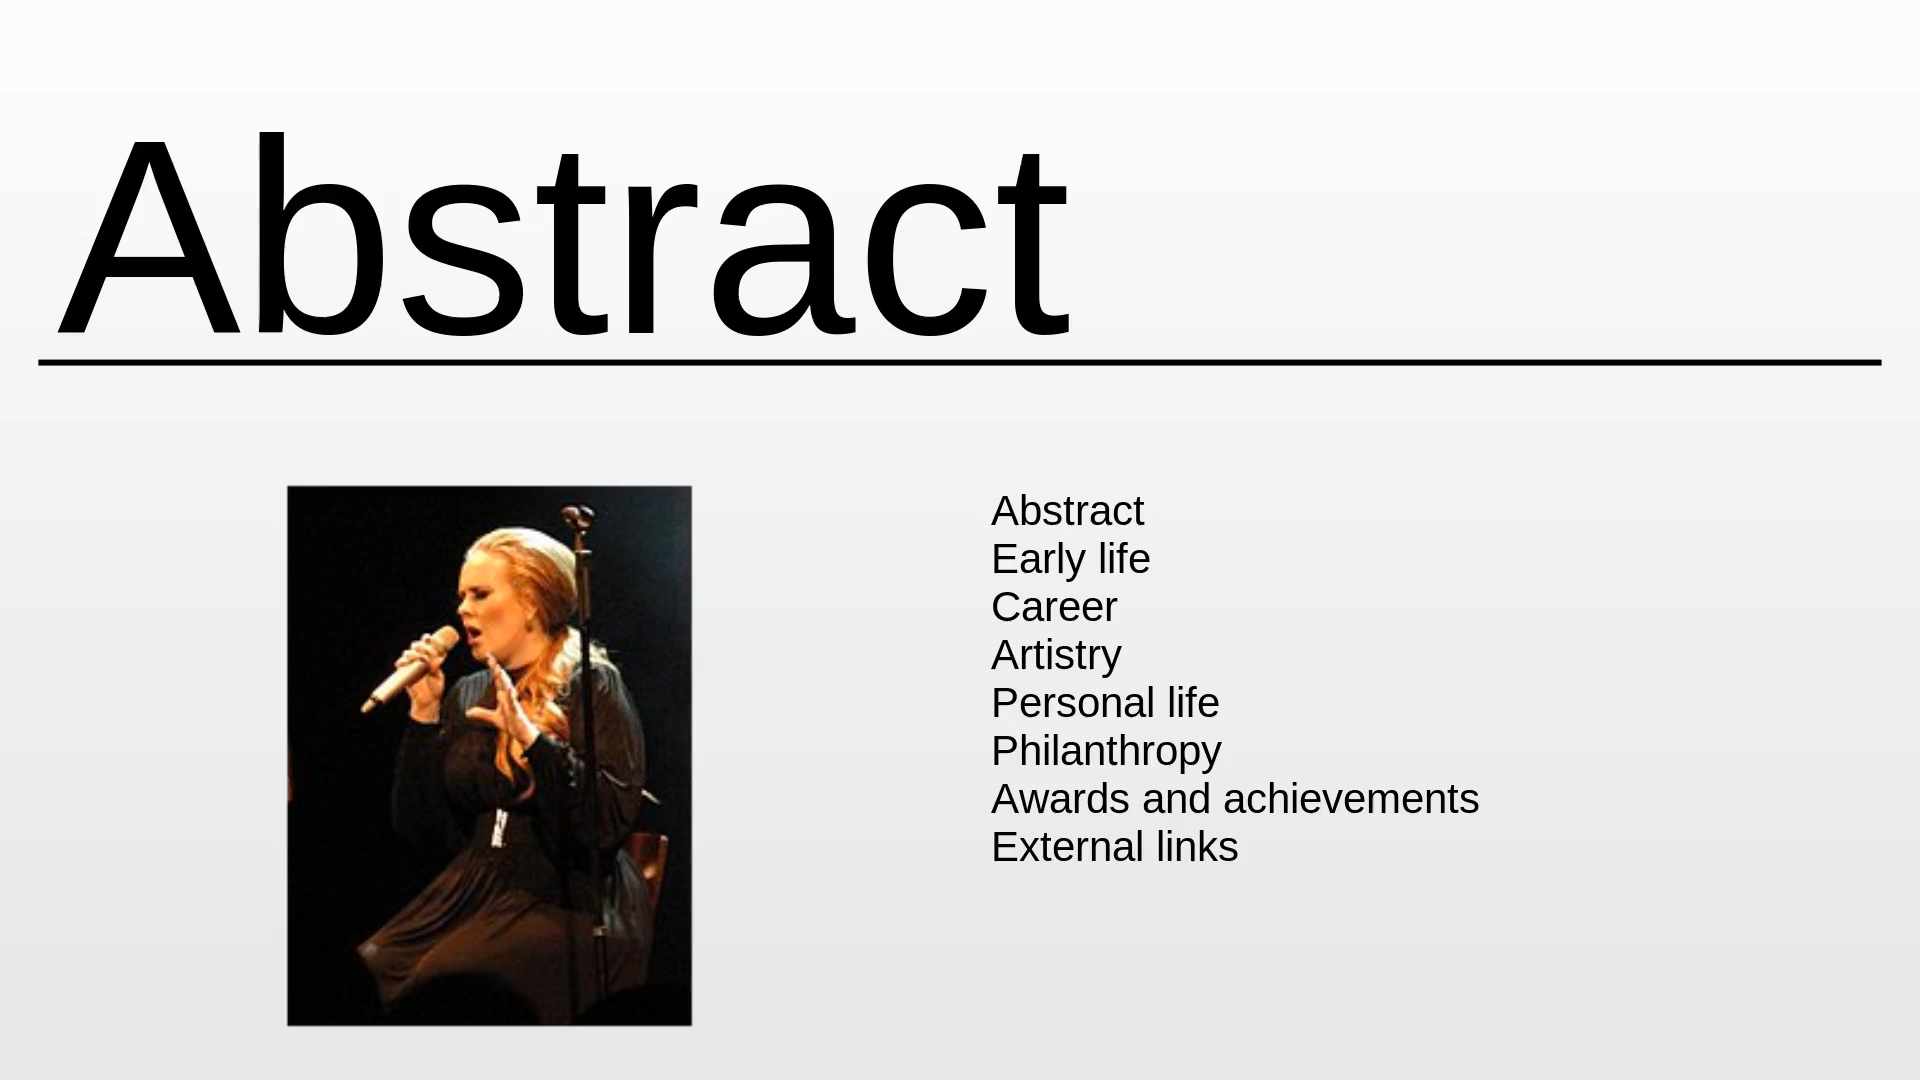 Abstract
Abstract
Early life
Career
Artistry
Personal life
Philanthropy
Awards and achievements
External links